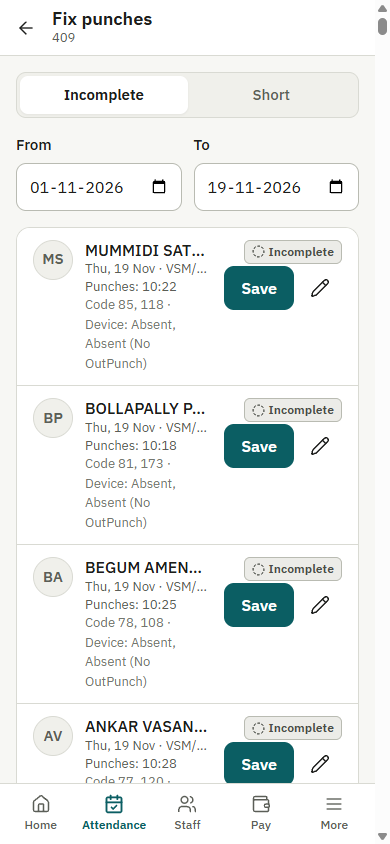 Fix punches
409
Incomplete
Short
From
To
01-11-2026
19-11-2026
MS
MUMMIDI SAT...
Incomplete
Thu, 19 Nov · VSM/...
Punches: 10:22
Save
Code 85, 118 ·
Device: Absent,
Absent (No
OutPunch)
BP
BOLLAPALLY P...
Incomplete
Thu, 19 Nov · VSM/...
Punches: 10:18
Save
Code 81, 173 ·
Device: Absent,
Absent (No
OutPunch)
BA
BEGUM AMEN...
Incomplete
Thu, 19 Nov · VSM/...
Punches: 10:25
Save
Code 78, 108 ·
Device: Absent,
Absent (No
OutPunch)
AV
ANKAR VASAN...
Incomplete
Thu, 19 Nov · VSM/...
Punches: 10:28
Save
Code 77, 120 ·
Home
Attendance
Staff
Pay
More